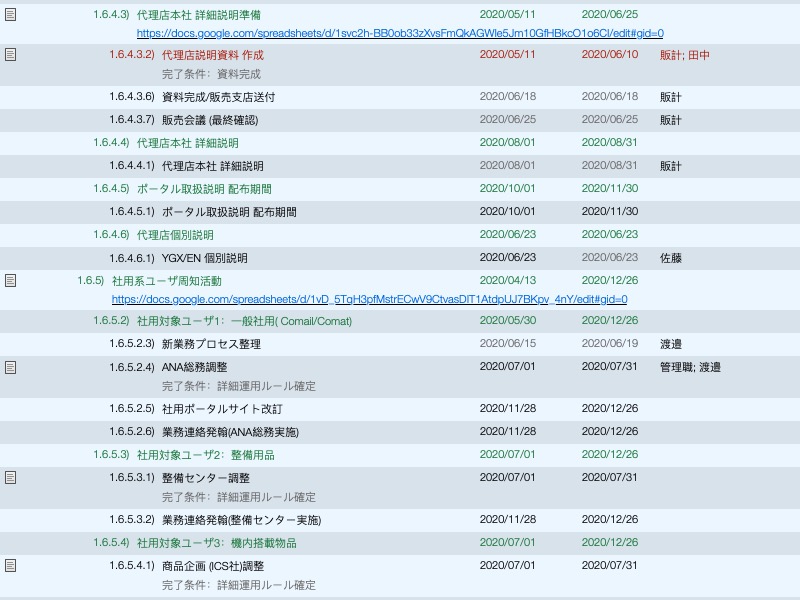 1.6.4.3) 代理店本社 詳細説明準備 2020/05/11 2020/06/25
https://docs.google.com/spreadsheets/d/1svc2h-BB0ob33zXvsFmQkAGWle5Jm10GfHBkcO1o6CI/edit#gid=0
1.6.4.3.2) 代理店説明資料 作成 2020/05/11 2020/06/10 販計; 田中
完了条件： 資料完成
1.6.4.3.6) 資料完成/販売支店送付 2020/06/18 2020/06/18 販計
1.6.4.3.7) 販売会議 (最終確認) 2020/06/25 2020/06/25 販計
1.6.4.4) 代理店本社 詳細説明 2020/08/01 2020/08/31
1.6.4.4.1) 代理店本社 詳細説明 2020/08/01 2020/08/31 販計
1.6.4.5) ポータル取扱説明 配布期間 2020/10/01 2020/11/30
1.6.4.5.1) ポータル取扱説明 配布期間 2020/10/01 2020/11/30
1.6.4.6) 代理店個別説明 2020/06/23 2020/06/23
1.6.4.6.1) YGX/EN 個別説明 2020/06/23 2020/06/23 佐藤
1.6.5) 社用系ユーザ周知活動 2020/04/13 2020/12/26
https://docs.google.com/spreadsheets/d/1vD_5TqH3pfMstrECwV9CtvasDIT1AtdpUJ7BKpv_4nY/edit#gid=0
1.6.5.2) 社用対象ユーザ1： 一般社用( Comail/Comat) 2020/05/30 2020/12/26
1.6.5.2.3) 新業務プロセス整理 2020/06/15 2020/06/19 渡邉
1.6.5.2.4) ANA総務調整 2020/07/01 2020/07/31 管理職; 渡邉
完了条件： 詳細運用ルール確定
1.6.5.2.5) 社用ポータルサイト改訂 2020/11/28 2020/12/26
1.6.5.2.6) 業務連絡発翰(ANA総務実施) 2020/11/28 2020/12/26
1.6.5.3) 社用対象ユーザ2： 整備用品 2020/07/01 2020/12/26
1.6.5.3.1) 整備センター調整 2020/07/01 2020/07/31
完了条件： 詳細運用ルール確定
1.6.5.3.2) 業務連絡発翰(整備センター実施) 2020/11/28 2020/12/26
1.6.5.4) 社用対象ユーザ3： 機内搭載物品 2020/07/01 2020/12/26
1.6.5.4.1) 商品企画 (ICS社)調整 2020/07/01 2020/07/31
完了条件： 詳細運用ルール確定